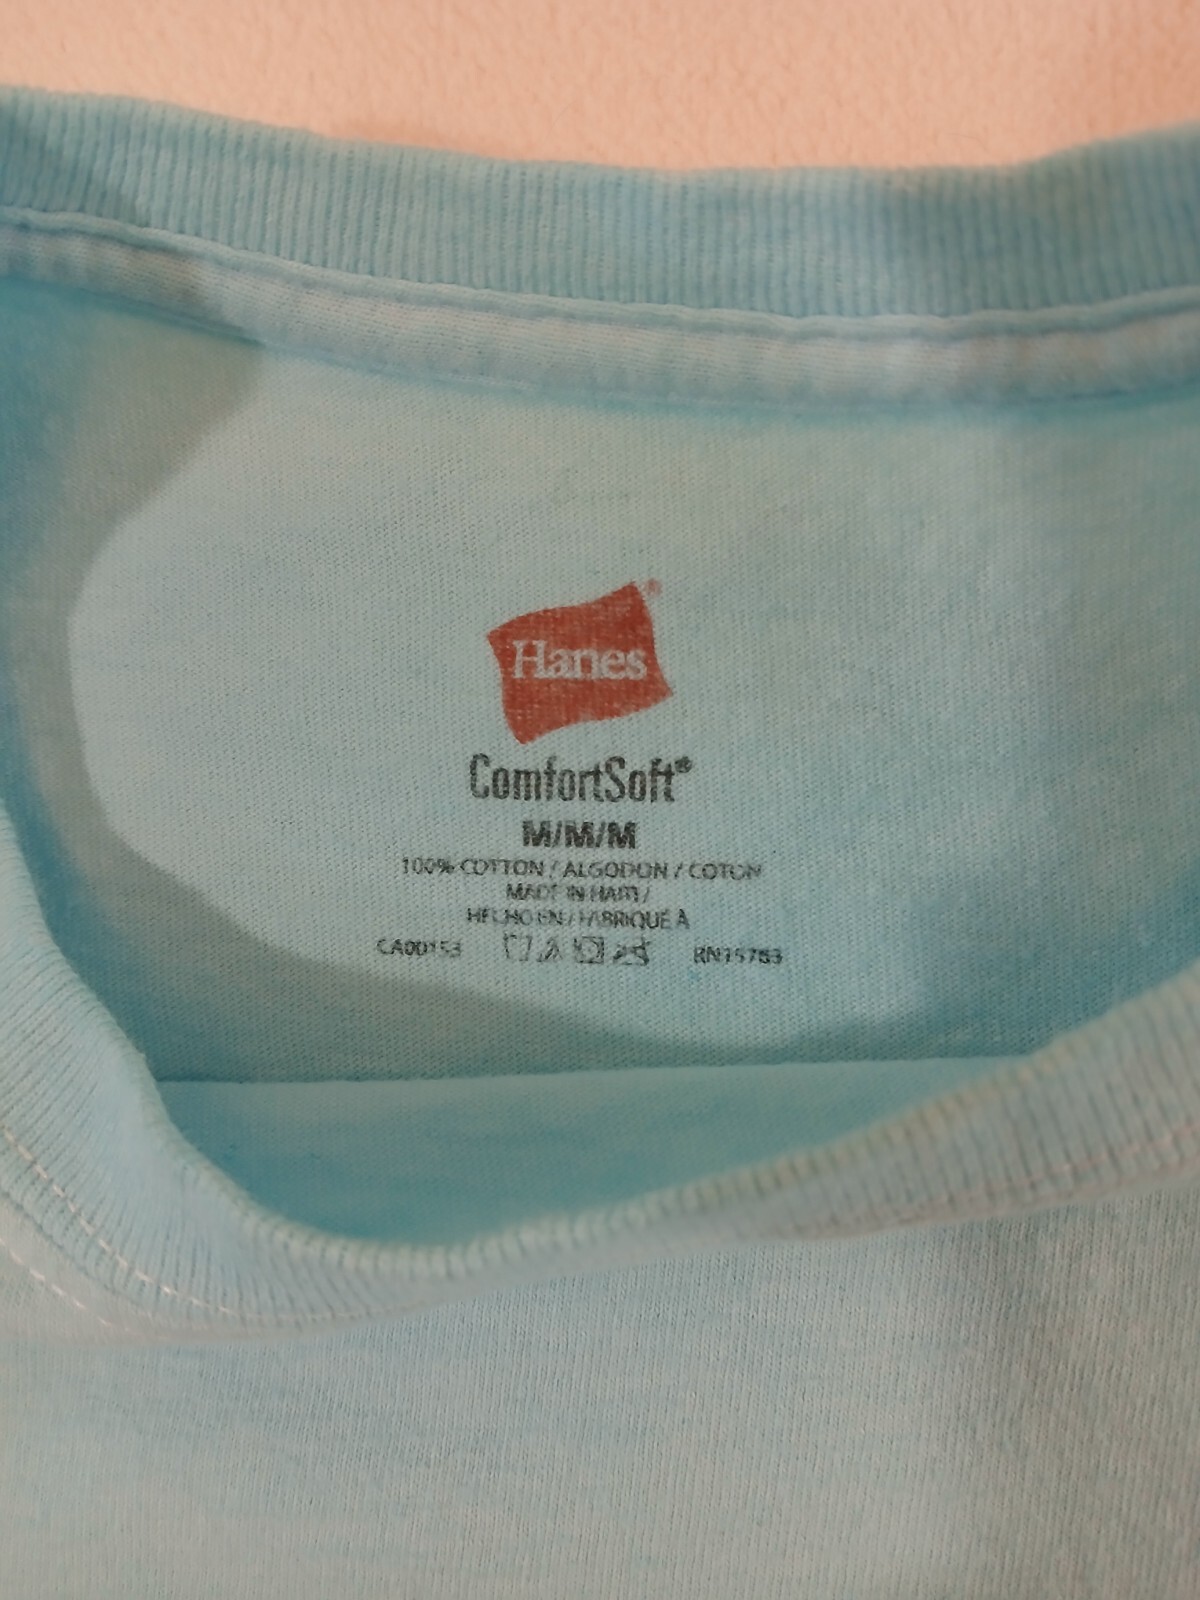 Hanes®
ComfortSoft®
M/M/M
100% COTTON / ALGODON / COTON
MADE IN HAITI /
HECHO EN / FABRIQUÉ À
CA00153 RN15763